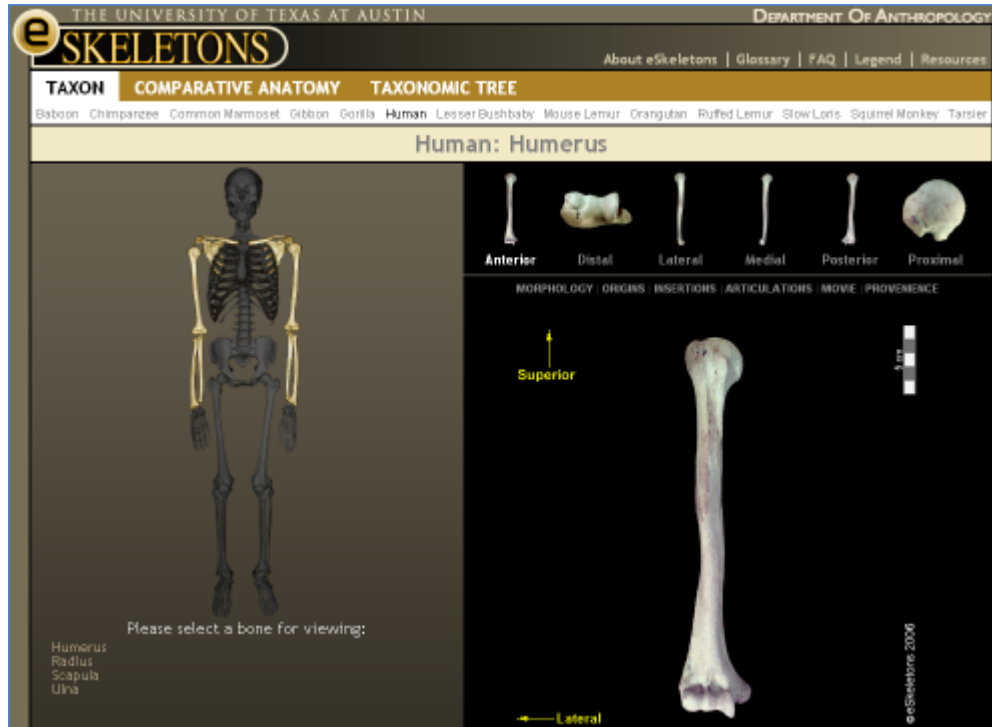 THE UNIVERSITY OF TEXAS AT AUSTIN
DEPARTMENT OF ANTHROPOLOGY
eSKELETONS
About eSkeletons | Glossary | FAQ | Legend | Resources
TAXON COMPARATIVE ANATOMY TAXONOMIC TREE
Baboon Chimpanzee Common Marmoset Gibbon Gorilla Human Lesser Bushbaby Mouse Lemur Orangutan Ruffed Lemur Slow Loris Squirrel Monkey Tarsier
Human: Humerus
Anterior Distal Lateral Medial Posterior Proximal
MORPHOLOGY | ORIGINS | INSERTIONS | ARTICULATIONS | MOVIE | PROVENIENCE
Superior
5 cm
Please select a bone for viewing:
Humerus
Radius
Scapula
Ulna
Lateral
©eSkeletons 2006